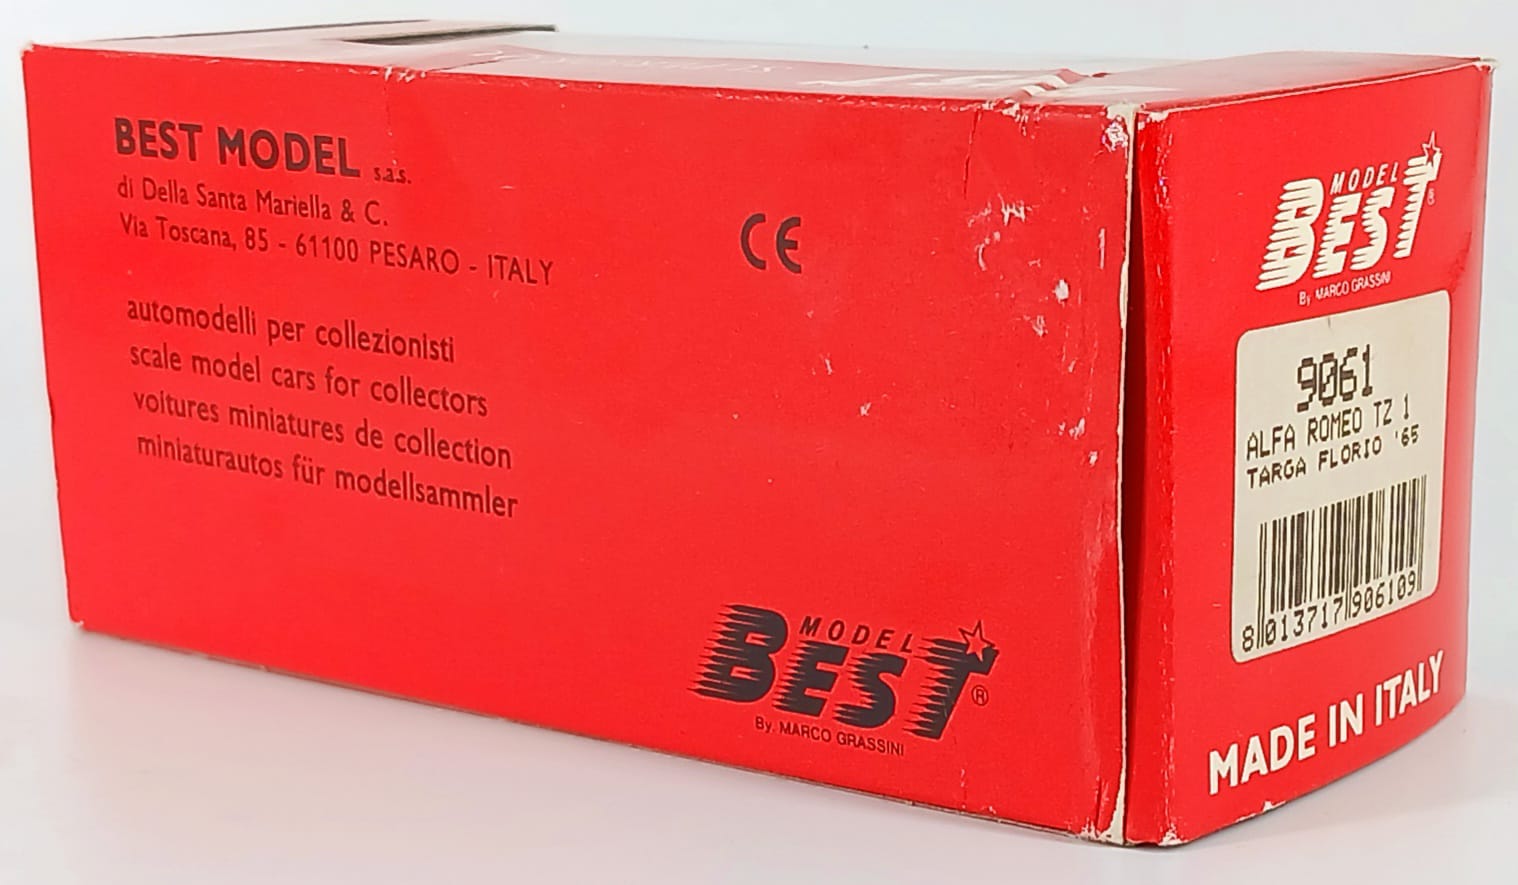 BEST MODEL s.a.s.
di Della Santa Mariella & C.
Via Toscana, 85 - 61100 PESARO - ITALY
automodelli per collezionisti
scale model cars for collectors
voitures miniatures de collection
miniaturautos für modellsammler
CE
MODEL
BEST®
By. MARCO GRASSINI
MODEL
BEST®
By MARCO GRASSINI
9061
ALFA ROMEO TZ 1
TARGA FLORIO '65
8 013717 906109
MADE IN ITALY